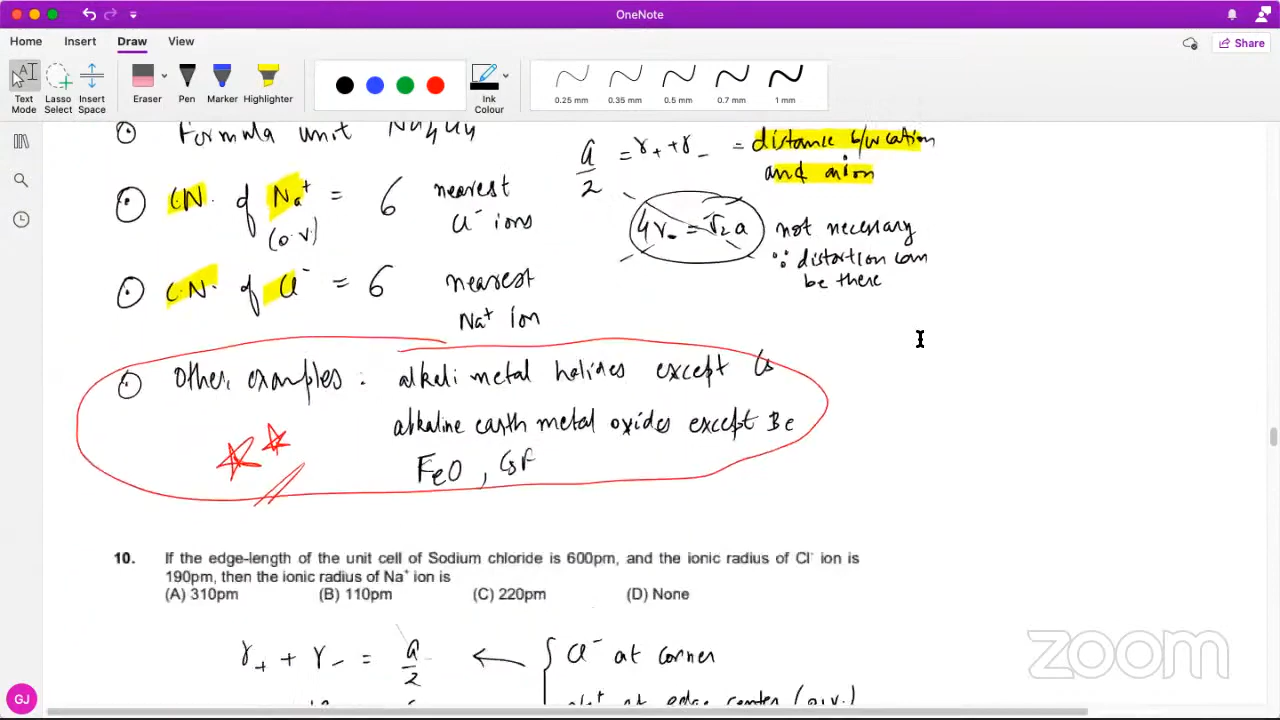 OneNote
Home Insert Draw View
Share
Text Mode
Lasso Select
Insert Space
Eraser
Pen
Marker
Highlighter
Ink Colour
0.25 mm
0.35 mm
0.5 mm
0.7 mm
1 mm
Formula unit Na4Cl4
a/2 = r+ + r- = distance b/w cation and anion
C.N. of Na+ = 6 nearest
(O.V.) Cl- ions
4r- = √2 a not necessary
∵ distortion can
be there
C.N. of Cl- = 6 nearest
Na+ ion
Other examples : alkali metal halides except Cs
alkaline earth metal oxides except Be
FeO, CsF
10. If the edge-length of the unit cell of Sodium chloride is 600pm, and the ionic radius of Cl- ion is
190pm, then the ionic radius of Na+ ion is
(A) 310pm (B) 110pm (C) 220pm (D) None
r+ + r- = a/2 ← { Cl- at corner
Na+ at edge center (O.V.)
GJ
zoom